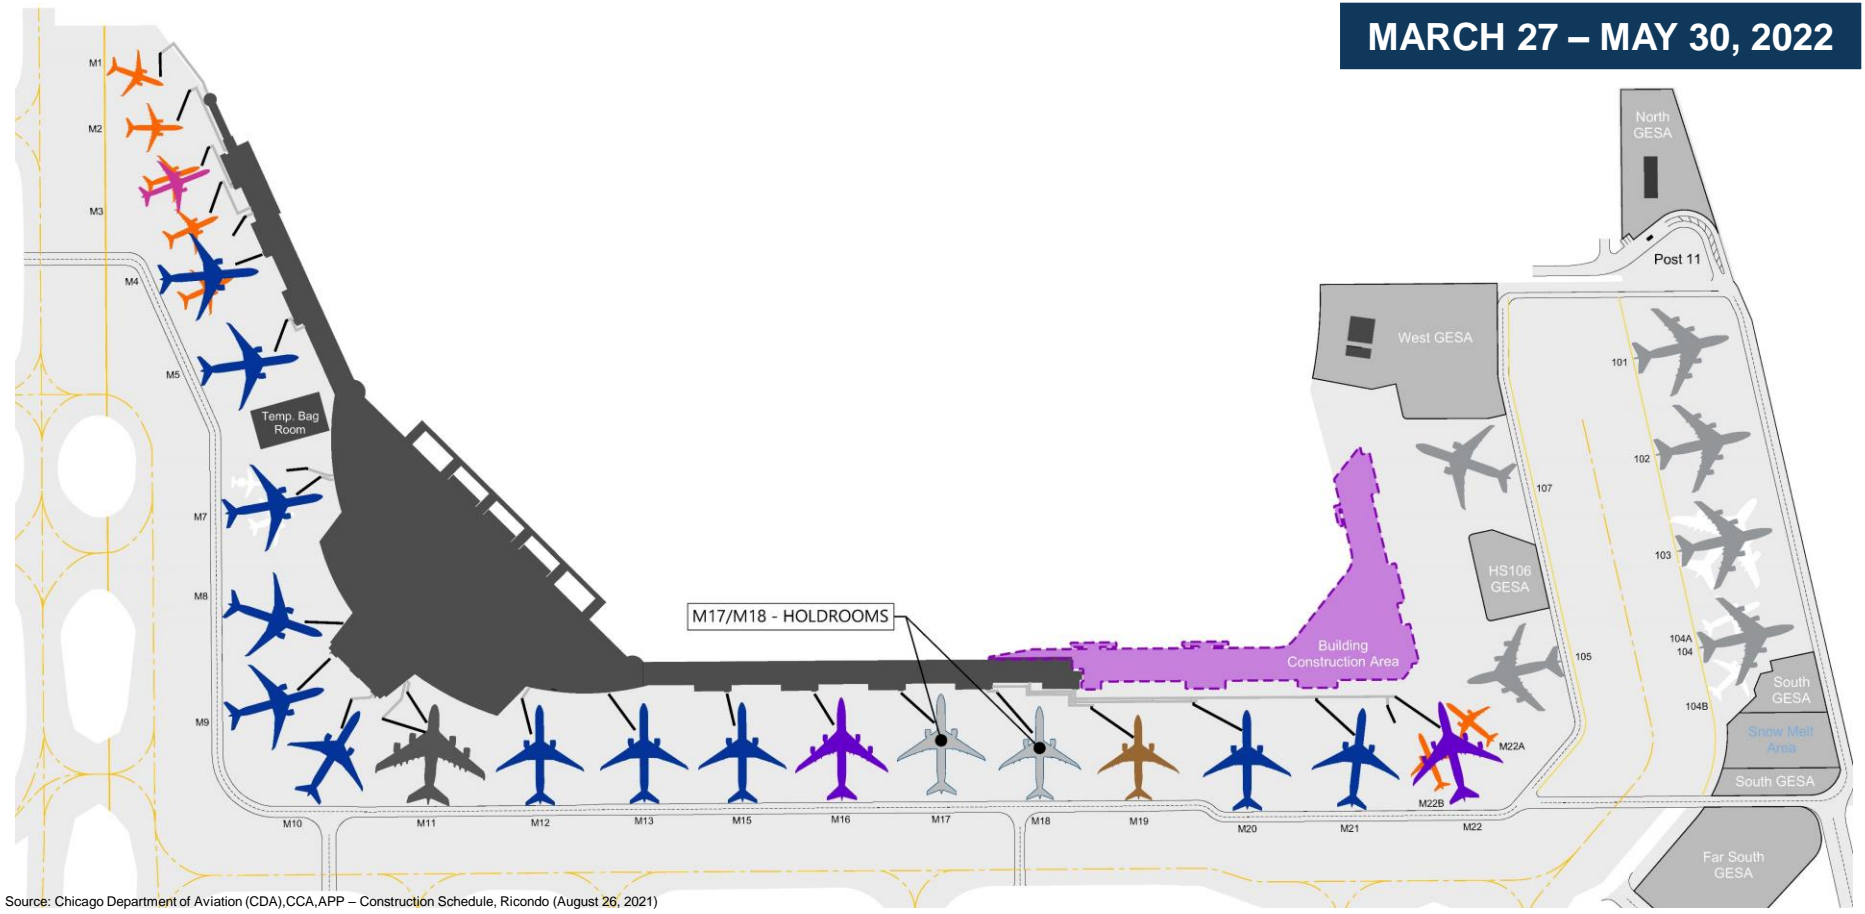 MARCH 27 – MAY 30, 2022
M1
M2
M3
M4
M5
Temp. Bag
Room
M7
M8
M9
M10
M11
M12
M13
M15
M16
M17
M18
M19
M20
M21
M22
M22A
M22B
M17/M18 - HOLDROOMS
Building
Construction Area
North
GESA
Post 11
West GESA
HS106
GESA
101
102
103
104A
104
104B
105
107
South
GESA
Snow Melt
Area
South GESA
Far South
GESA
Source: Chicago Department of Aviation (CDA),CCA,APP – Construction Schedule, Ricondo (August 26, 2021)